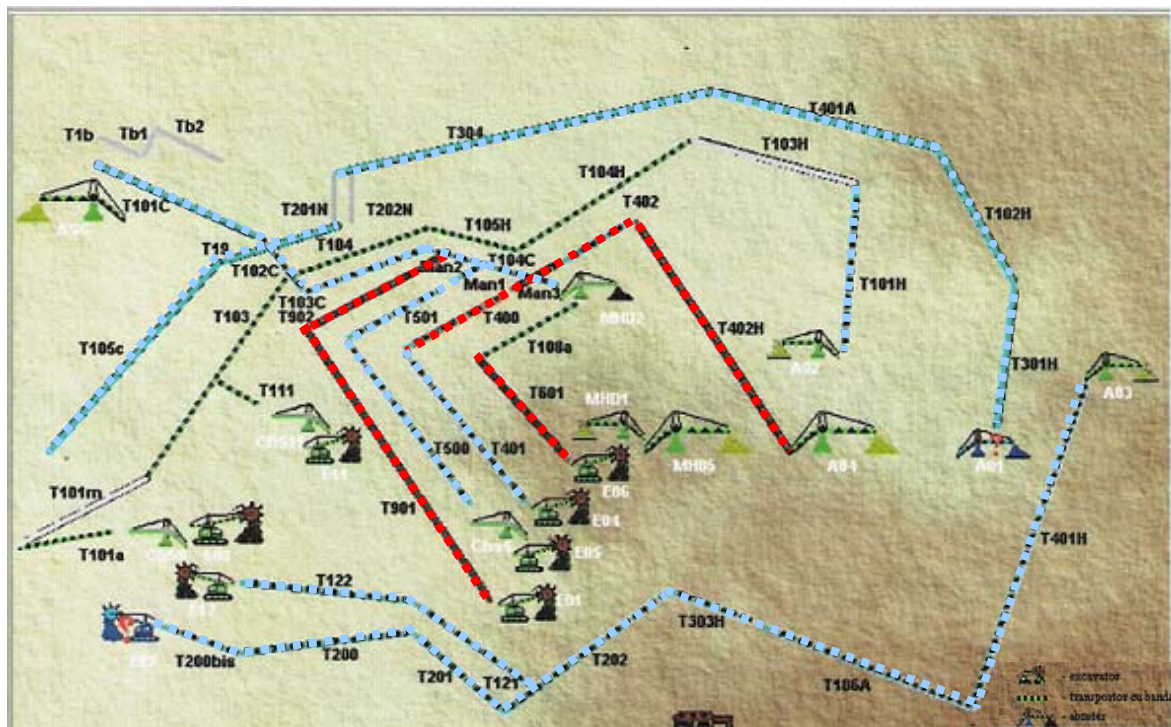 T401A
T1b Tb1 Tb2
T304
T103H
T104H
T101C
T201N
T202N
T402
T102H
T105H
T19
T104
T104C
T102C
Man2
Man1
Man3
T101H
T103C
T103
T902
T501
T400
MH02
T402H
T105c
T108a
T301H
A02
T111
T601
A03
MHD1
T500
T401
MH05
A04
A01
T101m
E06
T901
E04
T401H
T101a
E05
T122
E01
T303H
T200bis
T200
T202
T201
T121
T106A
- excavator
- transportor cu banda